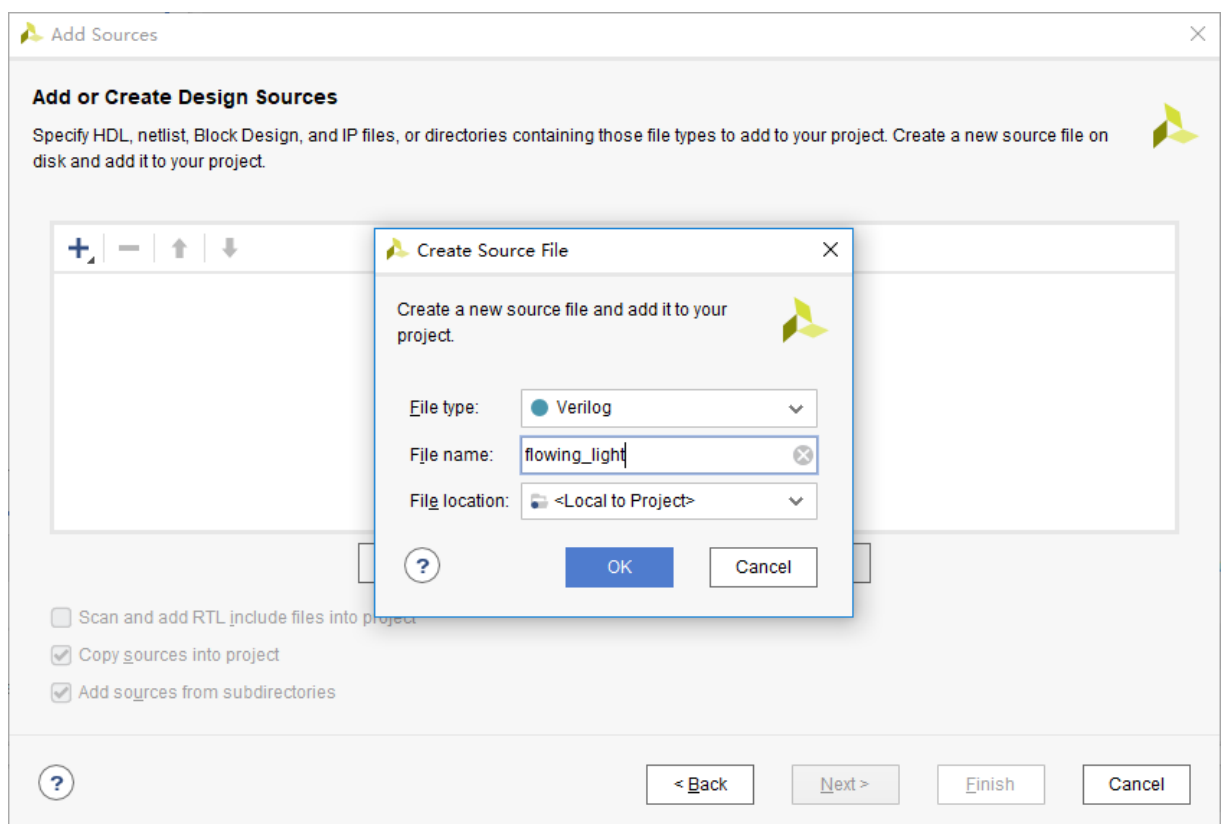 Add Sources
Add or Create Design Sources
Specify HDL, netlist, Block Design, and IP files, or directories containing those file types to add to your project. Create a new source file on
disk and add it to your project.
Create Source File
Create a new source file and add it to your
project.
File type: Verilog
File name: flowing_light
File location: <Local to Project>
? OK Cancel
Scan and add RTL include files into project
Copy sources into project
Add sources from subdirectories
? < Back Next > Finish Cancel